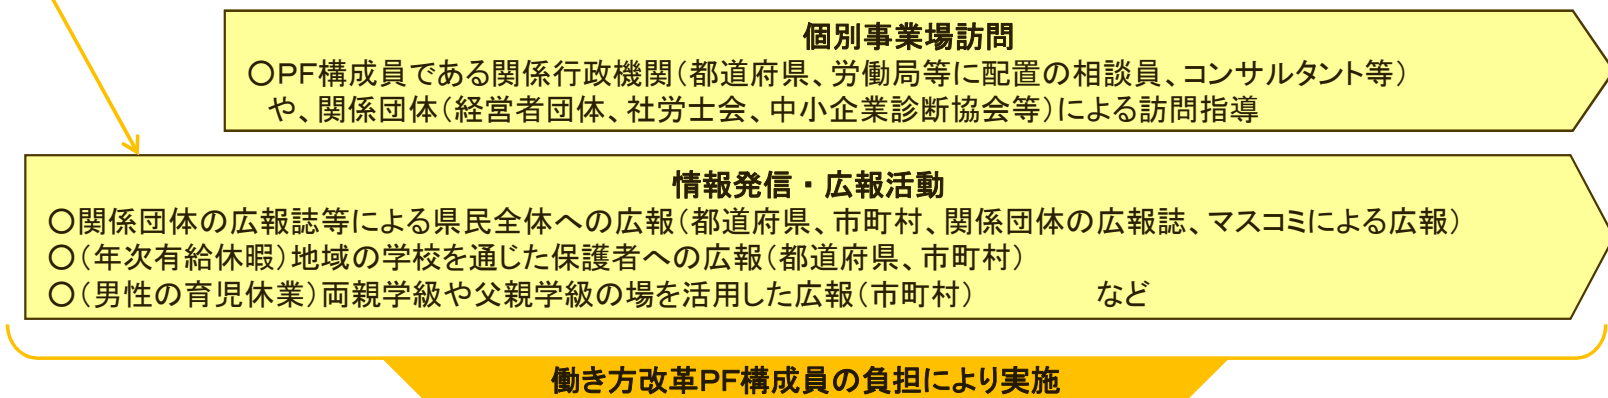 個別事業場訪問
○PF構成員である関係行政機関(都道府県、労働局等に配置の相談員、コンサルタント等)
や、関係団体(経営者団体、社労士会、中小企業診断協会等)による訪問指導
情報発信・広報活動
○関係団体の広報誌等による県民全体への広報(都道府県、市町村、関係団体の広報誌、マスコミによる広報)
○(年次有給休暇)地域の学校を通じた保護者への広報(都道府県、市町村)
○(男性の育児休業)両親学級や父親学級の場を活用した広報(市町村) など
働き方改革PF構成員の負担により実施